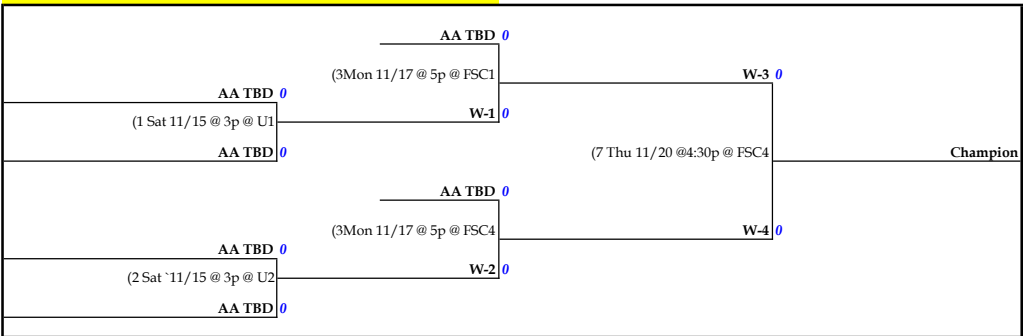 AA TBD 0
(3Mon 11/17 @ 5p @ FSC1
W-3 0
AA TBD 0
W-1 0
(1 Sat 11/15 @ 3p @ U1
AA TBD 0
(7 Thu 11/20 @4:30p @ FSC4
Champion
AA TBD 0
(3Mon 11/17 @ 5p @ FSC4
W-4 0
AA TBD 0
W-2 0
(2 Sat `11/15 @ 3p @ U2
AA TBD 0